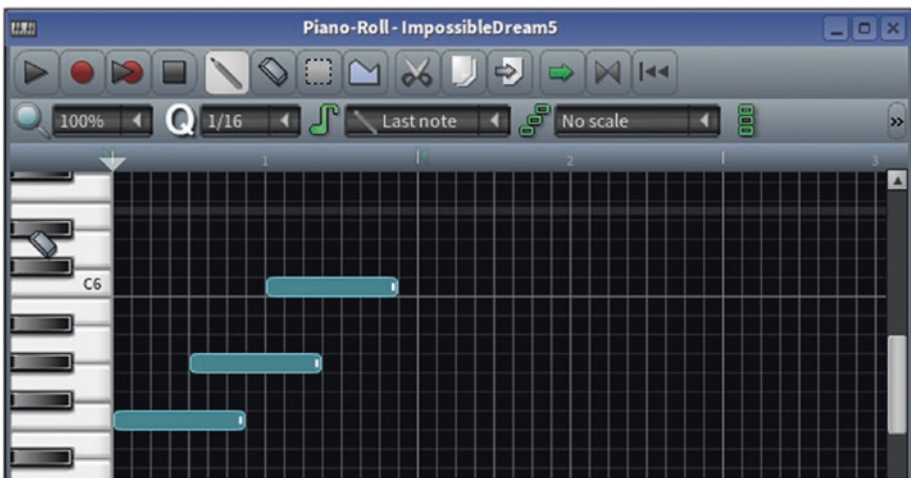 Piano-Roll - ImpossibleDream5
100% Q 1/16 Last note No scale »
1 2 3
C6